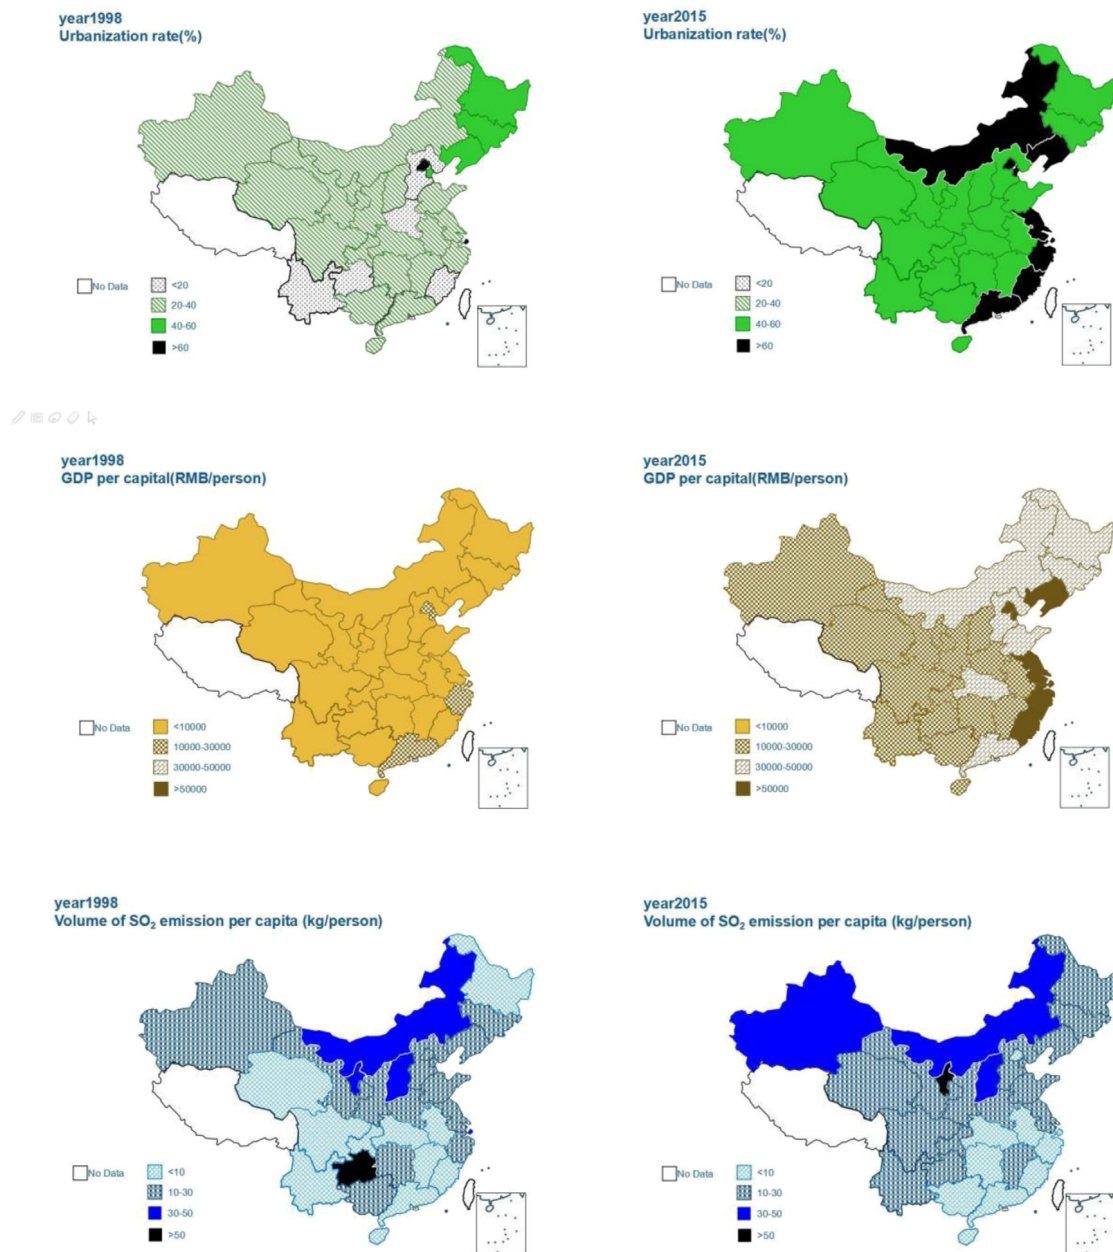 year1998
Urbanization rate(%)
No Data
<20
20-40
40-60
>60
year2015
Urbanization rate(%)
No Data
<20
20-40
40-60
>60
year1998
GDP per capital(RMB/person)
No Data
<10000
10000-30000
30000-50000
>50000
year2015
GDP per capital(RMB/person)
No Data
<10000
10000-30000
30000-50000
>50000
year1998
Volume of SO₂ emission per capita (kg/person)
No Data
<10
10-30
30-50
>50
year2015
Volume of SO₂ emission per capita (kg/person)
No Data
<10
10-30
30-50
>50